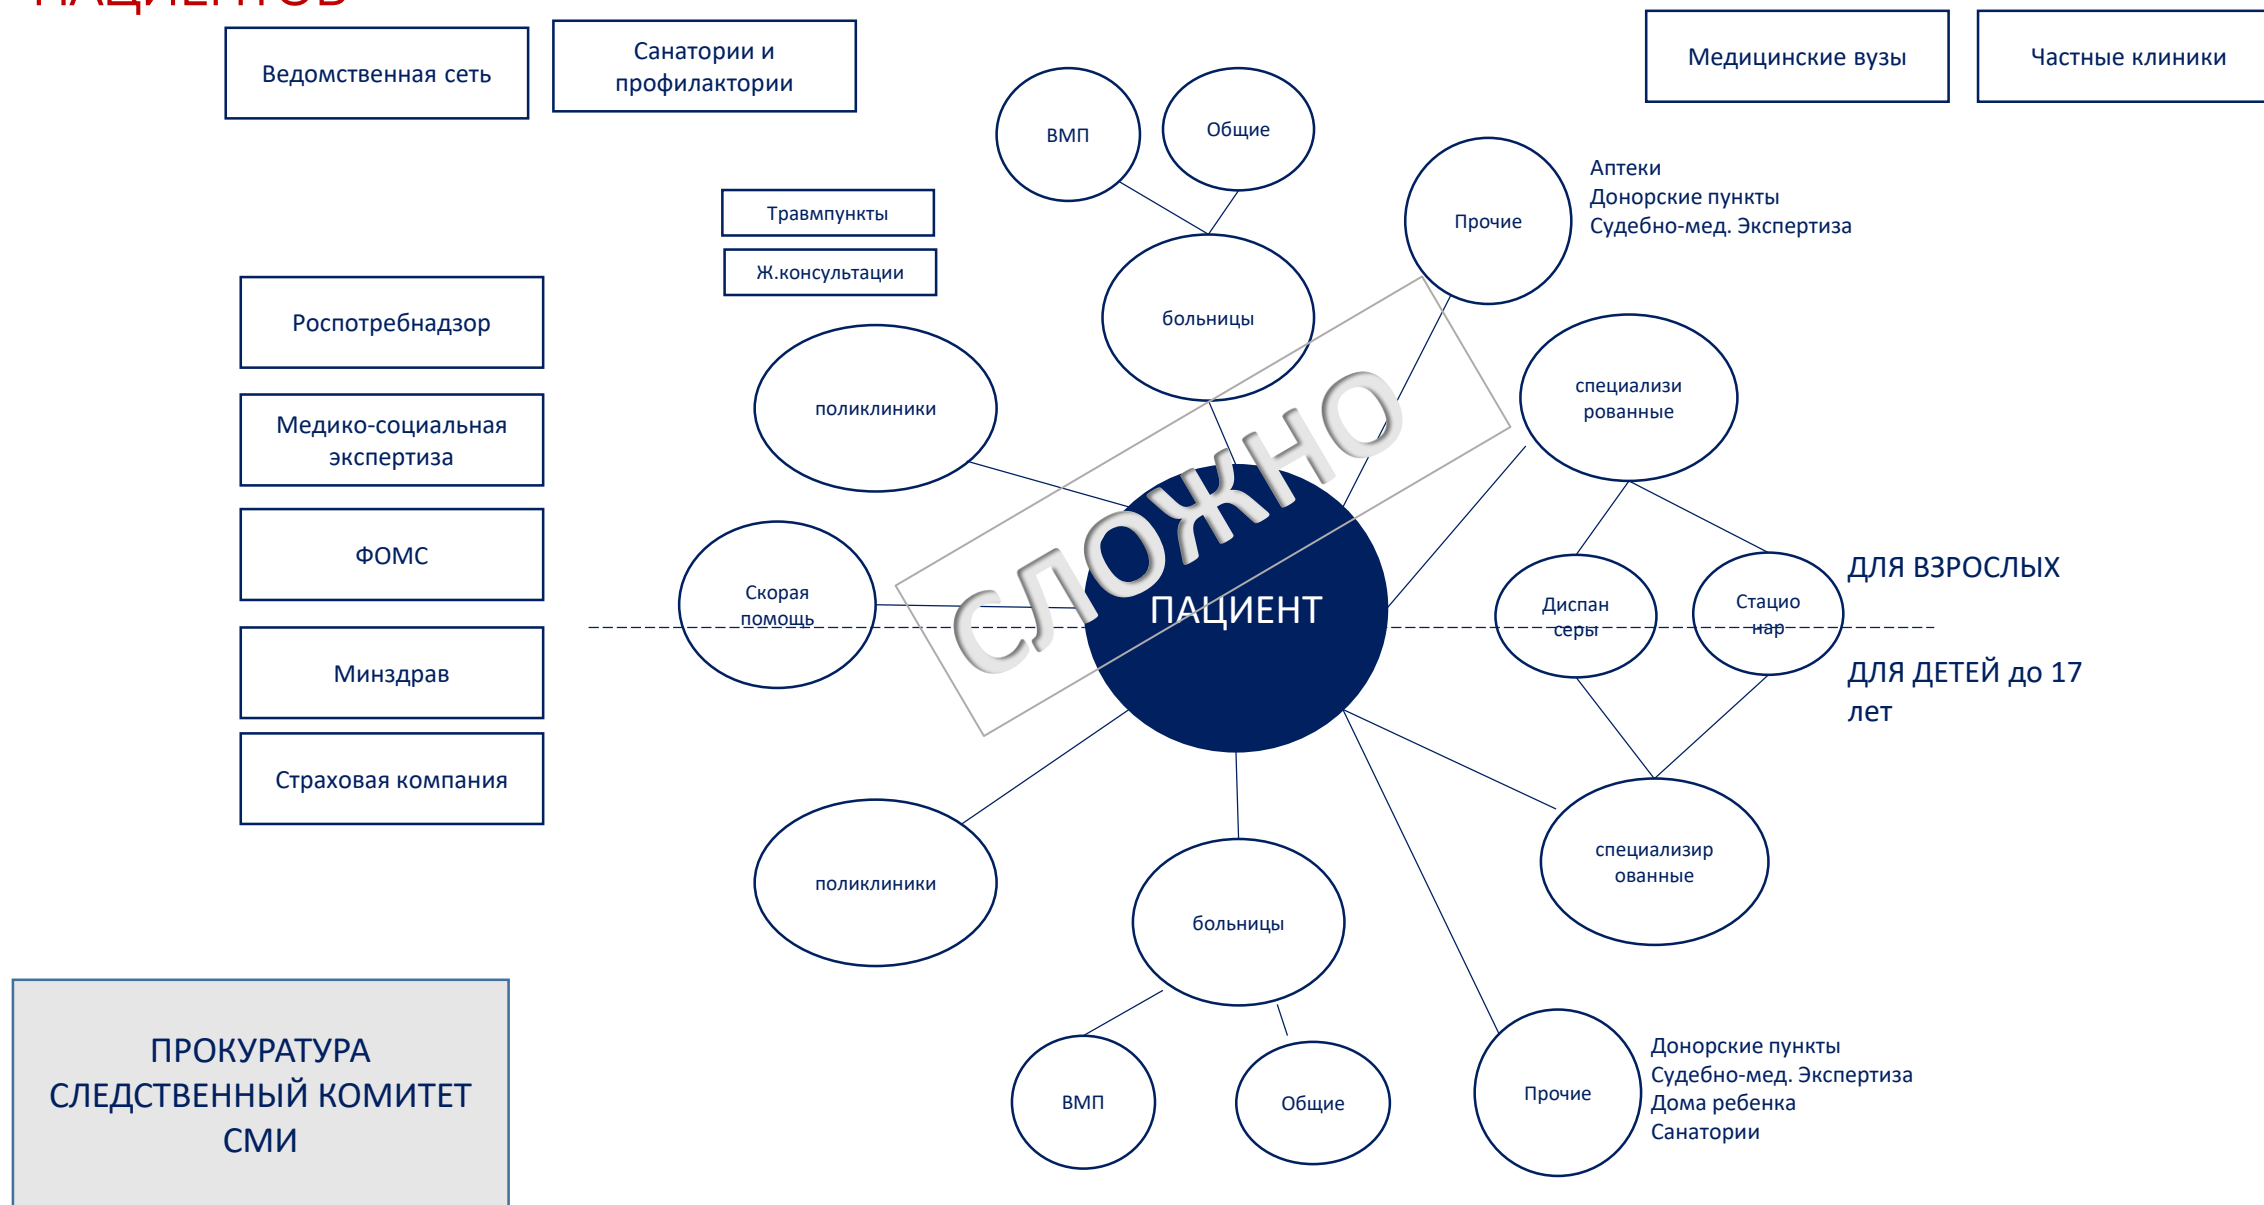 ПАЦИЕНТОВ
Ведомственная сеть
Санатории и
профилактории
Медицинские вузы
Частные клиники
ВМП
Общие
Прочие
Аптеки
Донорские пункты
Судебно-мед. Экспертиза
Травмпункты
Ж.консультации
Роспотребнадзор
больницы
поликлиники
специализи
рованные
Медико-социальная
экспертиза
СЛОЖНО
ФОМС
Скорая
помощь
ПАЦИЕНТ
Диспан
серы
Стацио
нар
ДЛЯ ВЗРОСЛЫХ
ДЛЯ ДЕТЕЙ до 17
лет
Минздрав
Страховая компания
поликлиники
больницы
специализир
ованные
ВМП
Общие
Прочие
Донорские пункты
Судебно-мед. Экспертиза
Дома ребенка
Санатории
ПРОКУРАТУРА
СЛЕДСТВЕННЫЙ КОМИТЕТ
СМИ